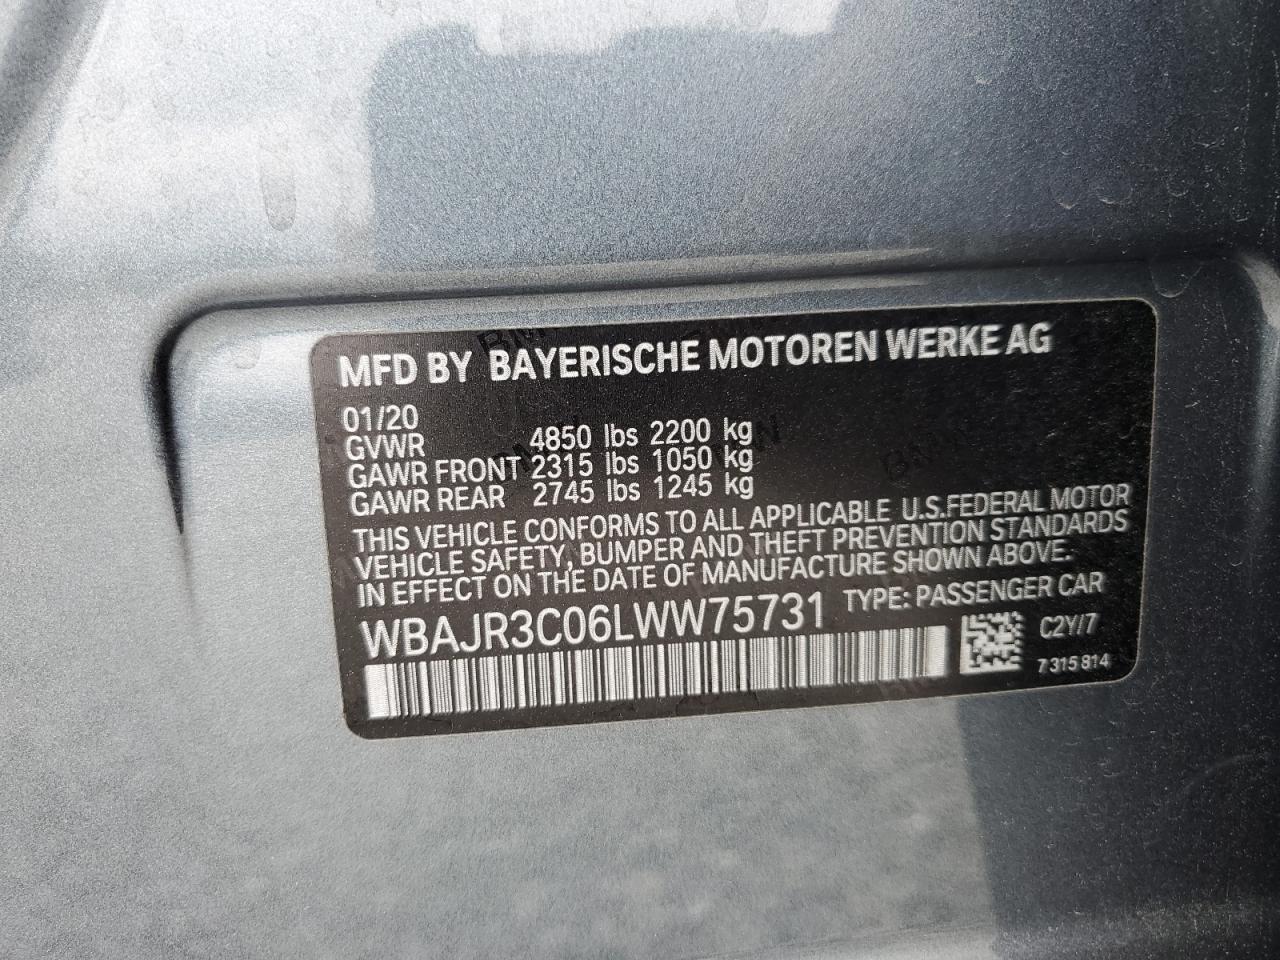 MFD BY BAYERISCHE MOTOREN WERKE AG
01/20
GVWR 4850 lbs 2200 kg
GAWR FRONT 2315 lbs 1050 kg
GAWR REAR 2745 lbs 1245 kg
THIS VEHICLE CONFORMS TO ALL APPLICABLE U.S.FEDERAL MOTOR
VEHICLE SAFETY, BUMPER AND THEFT PREVENTION STANDARDS
IN EFFECT ON THE DATE OF MANUFACTURE SHOWN ABOVE.
WBAJR3C06LWW75731 TYPE: PASSENGER CAR
C2Y/7
7 315 814